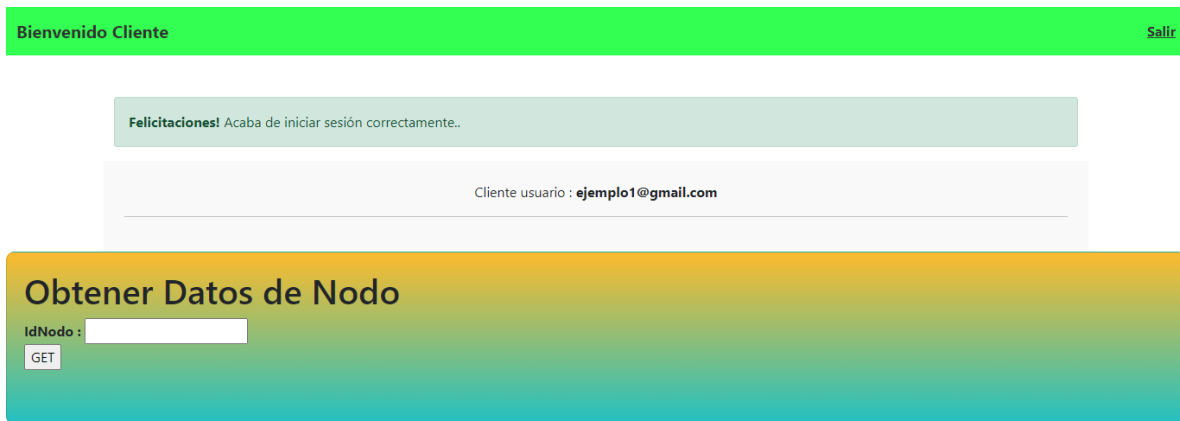 Bienvenido Cliente
Salir
Felicitaciones! Acaba de iniciar sesión correctamente..
Cliente usuario : ejemplo1@gmail.com
Obtener Datos de Nodo
IdNodo :
GET